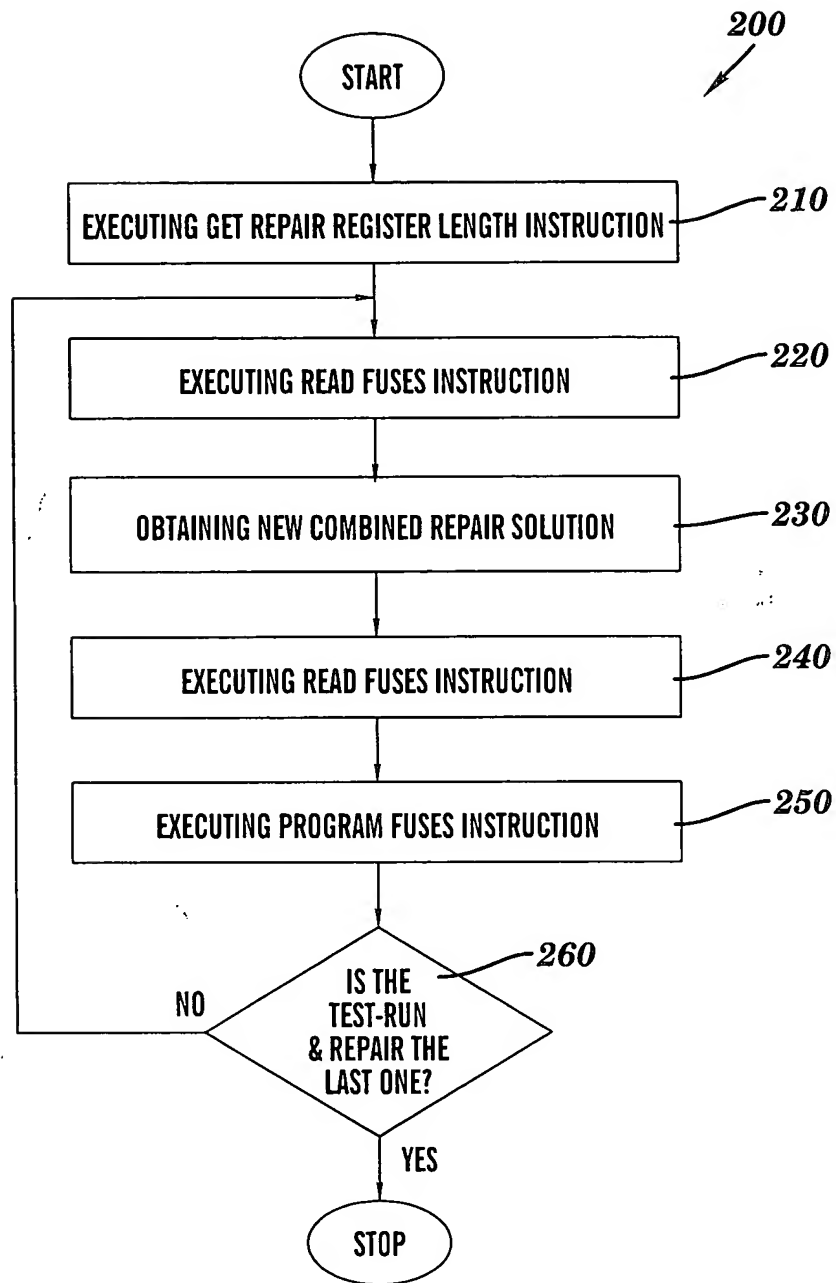 200
START
EXECUTING GET REPAIR REGISTER LENGTH INSTRUCTION
210
EXECUTING READ FUSES INSTRUCTION
220
OBTAINING NEW COMBINED REPAIR SOLUTION
230
EXECUTING READ FUSES INSTRUCTION
240
EXECUTING PROGRAM FUSES INSTRUCTION
250
260
IS THE
TEST-RUN
& REPAIR THE
LAST ONE?
NO
YES
STOP